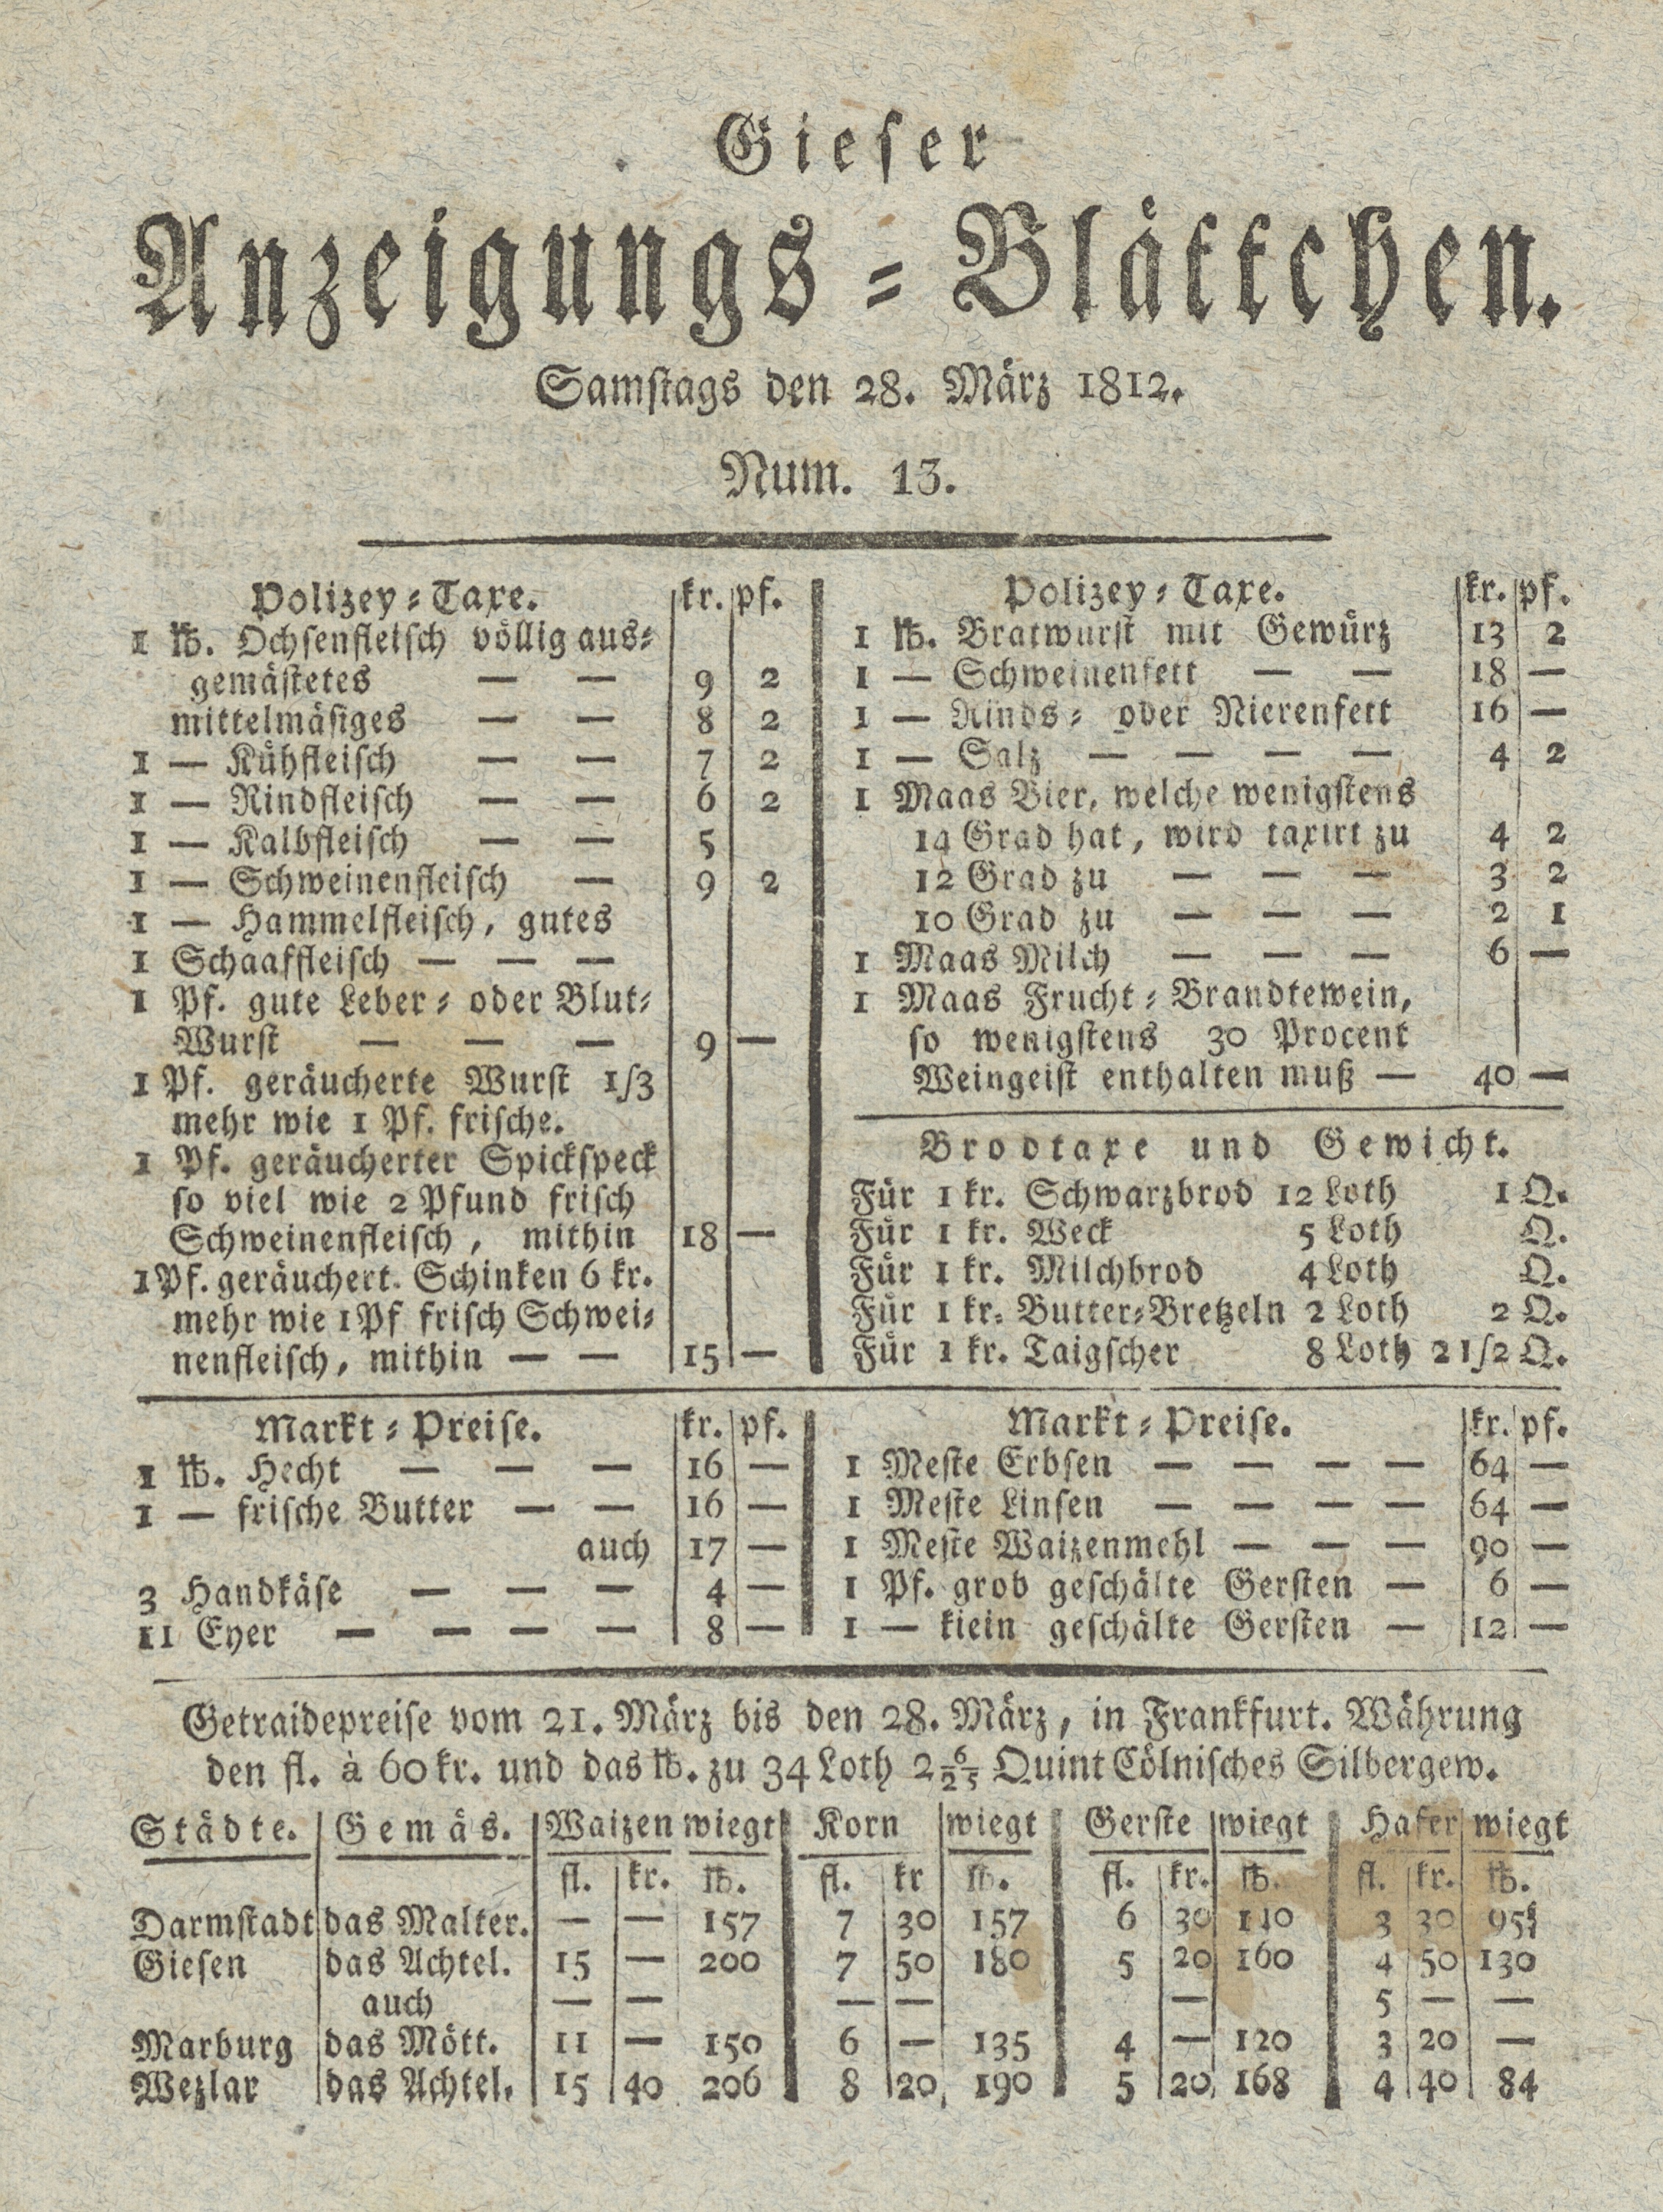 Gieser
Anzeigungs-Blättchen.
Samstags den 28. März 1812.
Num. 13.
Polizey-Taxe. kr. pf.
1 ℔. Ochsenfleisch völlig aus-
gemästetes — — 9 2
mittelmäsiges — — 8 2
1 — Kühfleisch — — 7 2
1 — Rindfleisch — — 6 2
1 — Kalbfleisch — — 5
1 — Schweinenfleisch — 9 2
1 — Hammelfleisch, gutes
1 Schaaffleisch — — —
1 Pf. gute Leber- oder Blut-
Wurst — — — 9 —
1 Pf. geräucherte Wurst 1/3
mehr wie 1 Pf. frische.
1 Pf. geräucherter Spickspeck
so viel wie 2 Pfund frisch
Schweinenfleisch, mithin 18 —
1 Pf. geräuchert. Schinken 6 kr.
mehr wie 1 Pf frisch Schwei-
nenfleisch, mithin — — 15 —
Polizey-Taxe. kr. pf.
1 ℔. Bratwurst mit Gewürz 13 2
1 — Schweinenfett — — 18 —
1 — Rinds- oder Nierenfett 16 —
1 — Salz — — — — 4 2
1 Maas Bier, welche wenigstens
14 Grad hat, wird taxirt zu 4 2
12 Grad zu — — — 3 2
10 Grad zu — — — 2 1
1 Maas Milch — — — 6 —
1 Maas Frucht-Brandtewein,
so wenigstens 30 Procent
Weingeist enthalten muß — 40 —
Brodtaxe und Gewicht.
Für 1 kr. Schwarzbrod 12 Loth 1 Q.
Für 1 kr. Weck 5 Loth Q.
Für 1 kr. Milchbrod 4 Loth Q.
Für 1 kr. Butter-Bretzeln 2 Loth 2 Q.
Für 1 kr. Taigscher 8 Loth 2 1/2 Q.
Markt-Preise. kr. pf.
1 ℔. Hecht — — — 16 —
1 — frische Butter — — 16 —
auch 17 —
3 Handkäse — — — 4 —
11 Eyer — — — — 8 —
Markt-Preise. kr. pf.
1 Meste Erbsen — — — — 64 —
1 Meste Linsen — — — — 64 —
1 Meste Waizenmehl — — — 90 —
1 Pf. grob geschälte Gersten — 6 —
1 — kiein geschälte Gersten — 12 —
Getraidepreise vom 21. März bis den 28. März, in Frankfurt. Währung
den fl. à 60 kr. und das ℔. zu 34 Loth 2 6/25 Quint Cölnisches Silbergew.
Städte. Gemäs. Waizen wiegt Korn wiegt Gerste wiegt Hafer wiegt
fl. kr. ℔. fl. kr ℔. fl. kr. ℔. fl. kr. ℔.
Darmstadt das Malter. — — 157 7 30 157 6 30 140 3 30
Giesen das Achtel. 15 — 200 7 50 180 5 20 160 4 50 130
auch — — — — — 5 — —
Marburg das Mött. 11 — 150 6 — 135 4 — 120 3 20 —
Wezlar das Achtel. 15 40 206 8 20 190 5 20 168 4 40 84